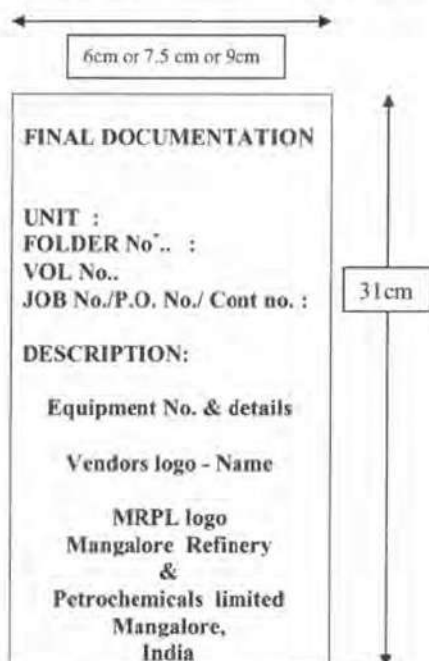 6cm or 7.5 cm or 9cm
FINAL DOCUMENTATION
UNIT :
FOLDER No.. :
VOL No..
JOB No./P.O. No./ Cont no. :
31cm
DESCRIPTION:
Equipment No. & details
Vendors logo - Name
MRPL logo
Mangalore Refinery
&
Petrochemicals limited
Mangalore,
India